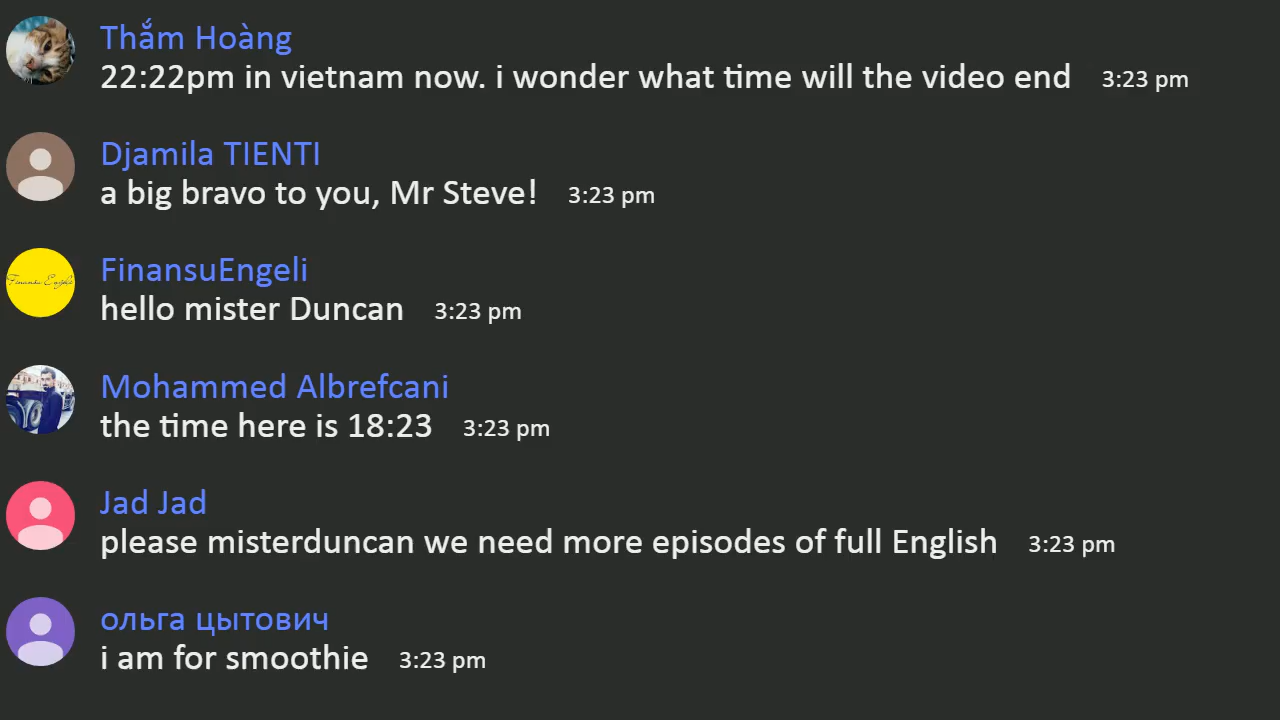 Thắm Hoàng
22:22pm in vietnam now. i wonder what time will the video end 3:23 pm
Djamila TIENTI
a big bravo to you, Mr Steve! 3:23 pm
FinansuEngeli
hello mister Duncan 3:23 pm
Mohammed Albrefcani
the time here is 18:23 3:23 pm
Jad Jad
please misterduncan we need more episodes of full English 3:23 pm
ольга цытович
i am for smoothie 3:23 pm